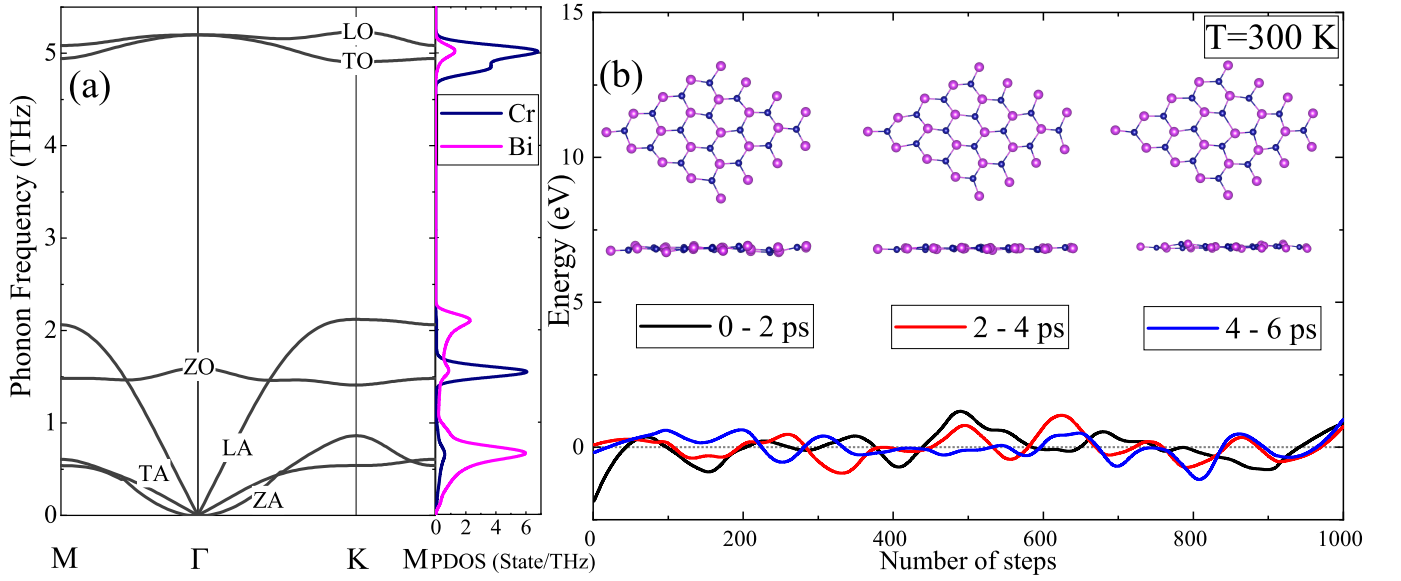 (a)
Phonon Frequency (THz)
5
4
3
2
1
0
LO
TO
ZO
LA
TA
ZA
M Γ K M
Cr
Bi
0 2 4 6
PDOS (State/THz)
(b)
T=300 K
Energy (eV)
15
10
5
0
0 - 2 ps
2 - 4 ps
4 - 6 ps
0 200 400 600 800 1000
Number of steps